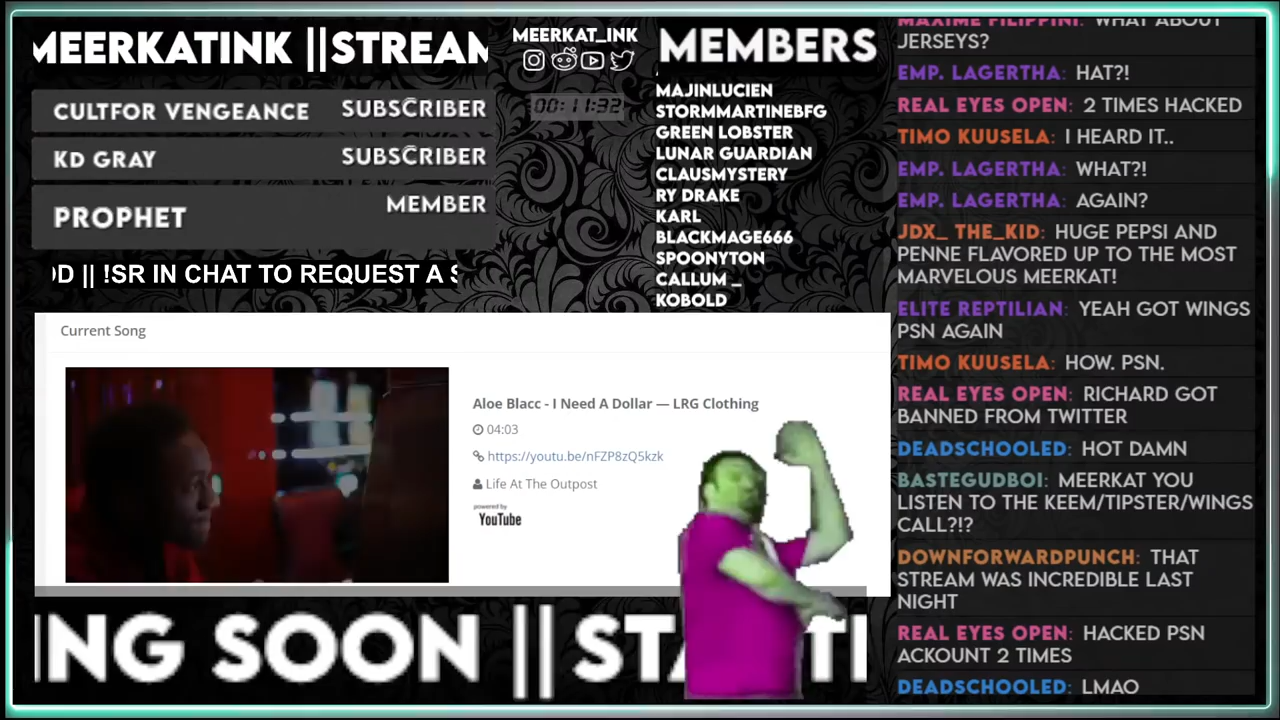 MEERKATINK ||STREAM
CULTFOR VENGEANCE SUBSCRIBER
KD GRAY SUBSCRIBER
PROPHET MEMBER
|| !SR IN CHAT TO REQUEST A
MEERKAT_INK
00:11:32
MEMBERS
MAJINLUCIEN
STORMMARTINEBFG
GREEN LOBSTER
LUNAR GUARDIAN
CLAUSMYSTERY
RY DRAKE
KARL
BLACKMAGE666
SPOONYTON
CALLUM _
KOBOLD
Current Song
Aloe Blacc - I Need A Dollar — LRG Clothing
04:03
https://youtu.be/nFZP8zQ5kzk
Life At The Outpost
powered by
YouTube
NG SOON || STARTI
MAXIME FILIPPINI: WHAT ABOUT
JERSEYS?
EMP. LAGERTHA: HAT?!
REAL EYES OPEN: 2 TIMES HACKED
TIMO KUUSELA: I HEARD IT..
EMP. LAGERTHA: WHAT?!
EMP. LAGERTHA: AGAIN?
JDX_ THE_KID: HUGE PEPSI AND
PENNE FLAVORED UP TO THE MOST
MARVELOUS MEERKAT!
ELITE REPTILIAN: YEAH GOT WINGS
PSN AGAIN
TIMO KUUSELA: HOW. PSN.
REAL EYES OPEN: RICHARD GOT
BANNED FROM TWITTER
DEADSCHOOLED: HOT DAMN
BASTEGUDBOI: MEERKAT YOU
LISTEN TO THE KEEM/TIPSTER/WINGS
CALL?!?
DOWNFORWARDPUNCH: THAT
STREAM WAS INCREDIBLE LAST
NIGHT
REAL EYES OPEN: HACKED PSN
ACKOUNT 2 TIMES
DEADSCHOOLED: LMAO